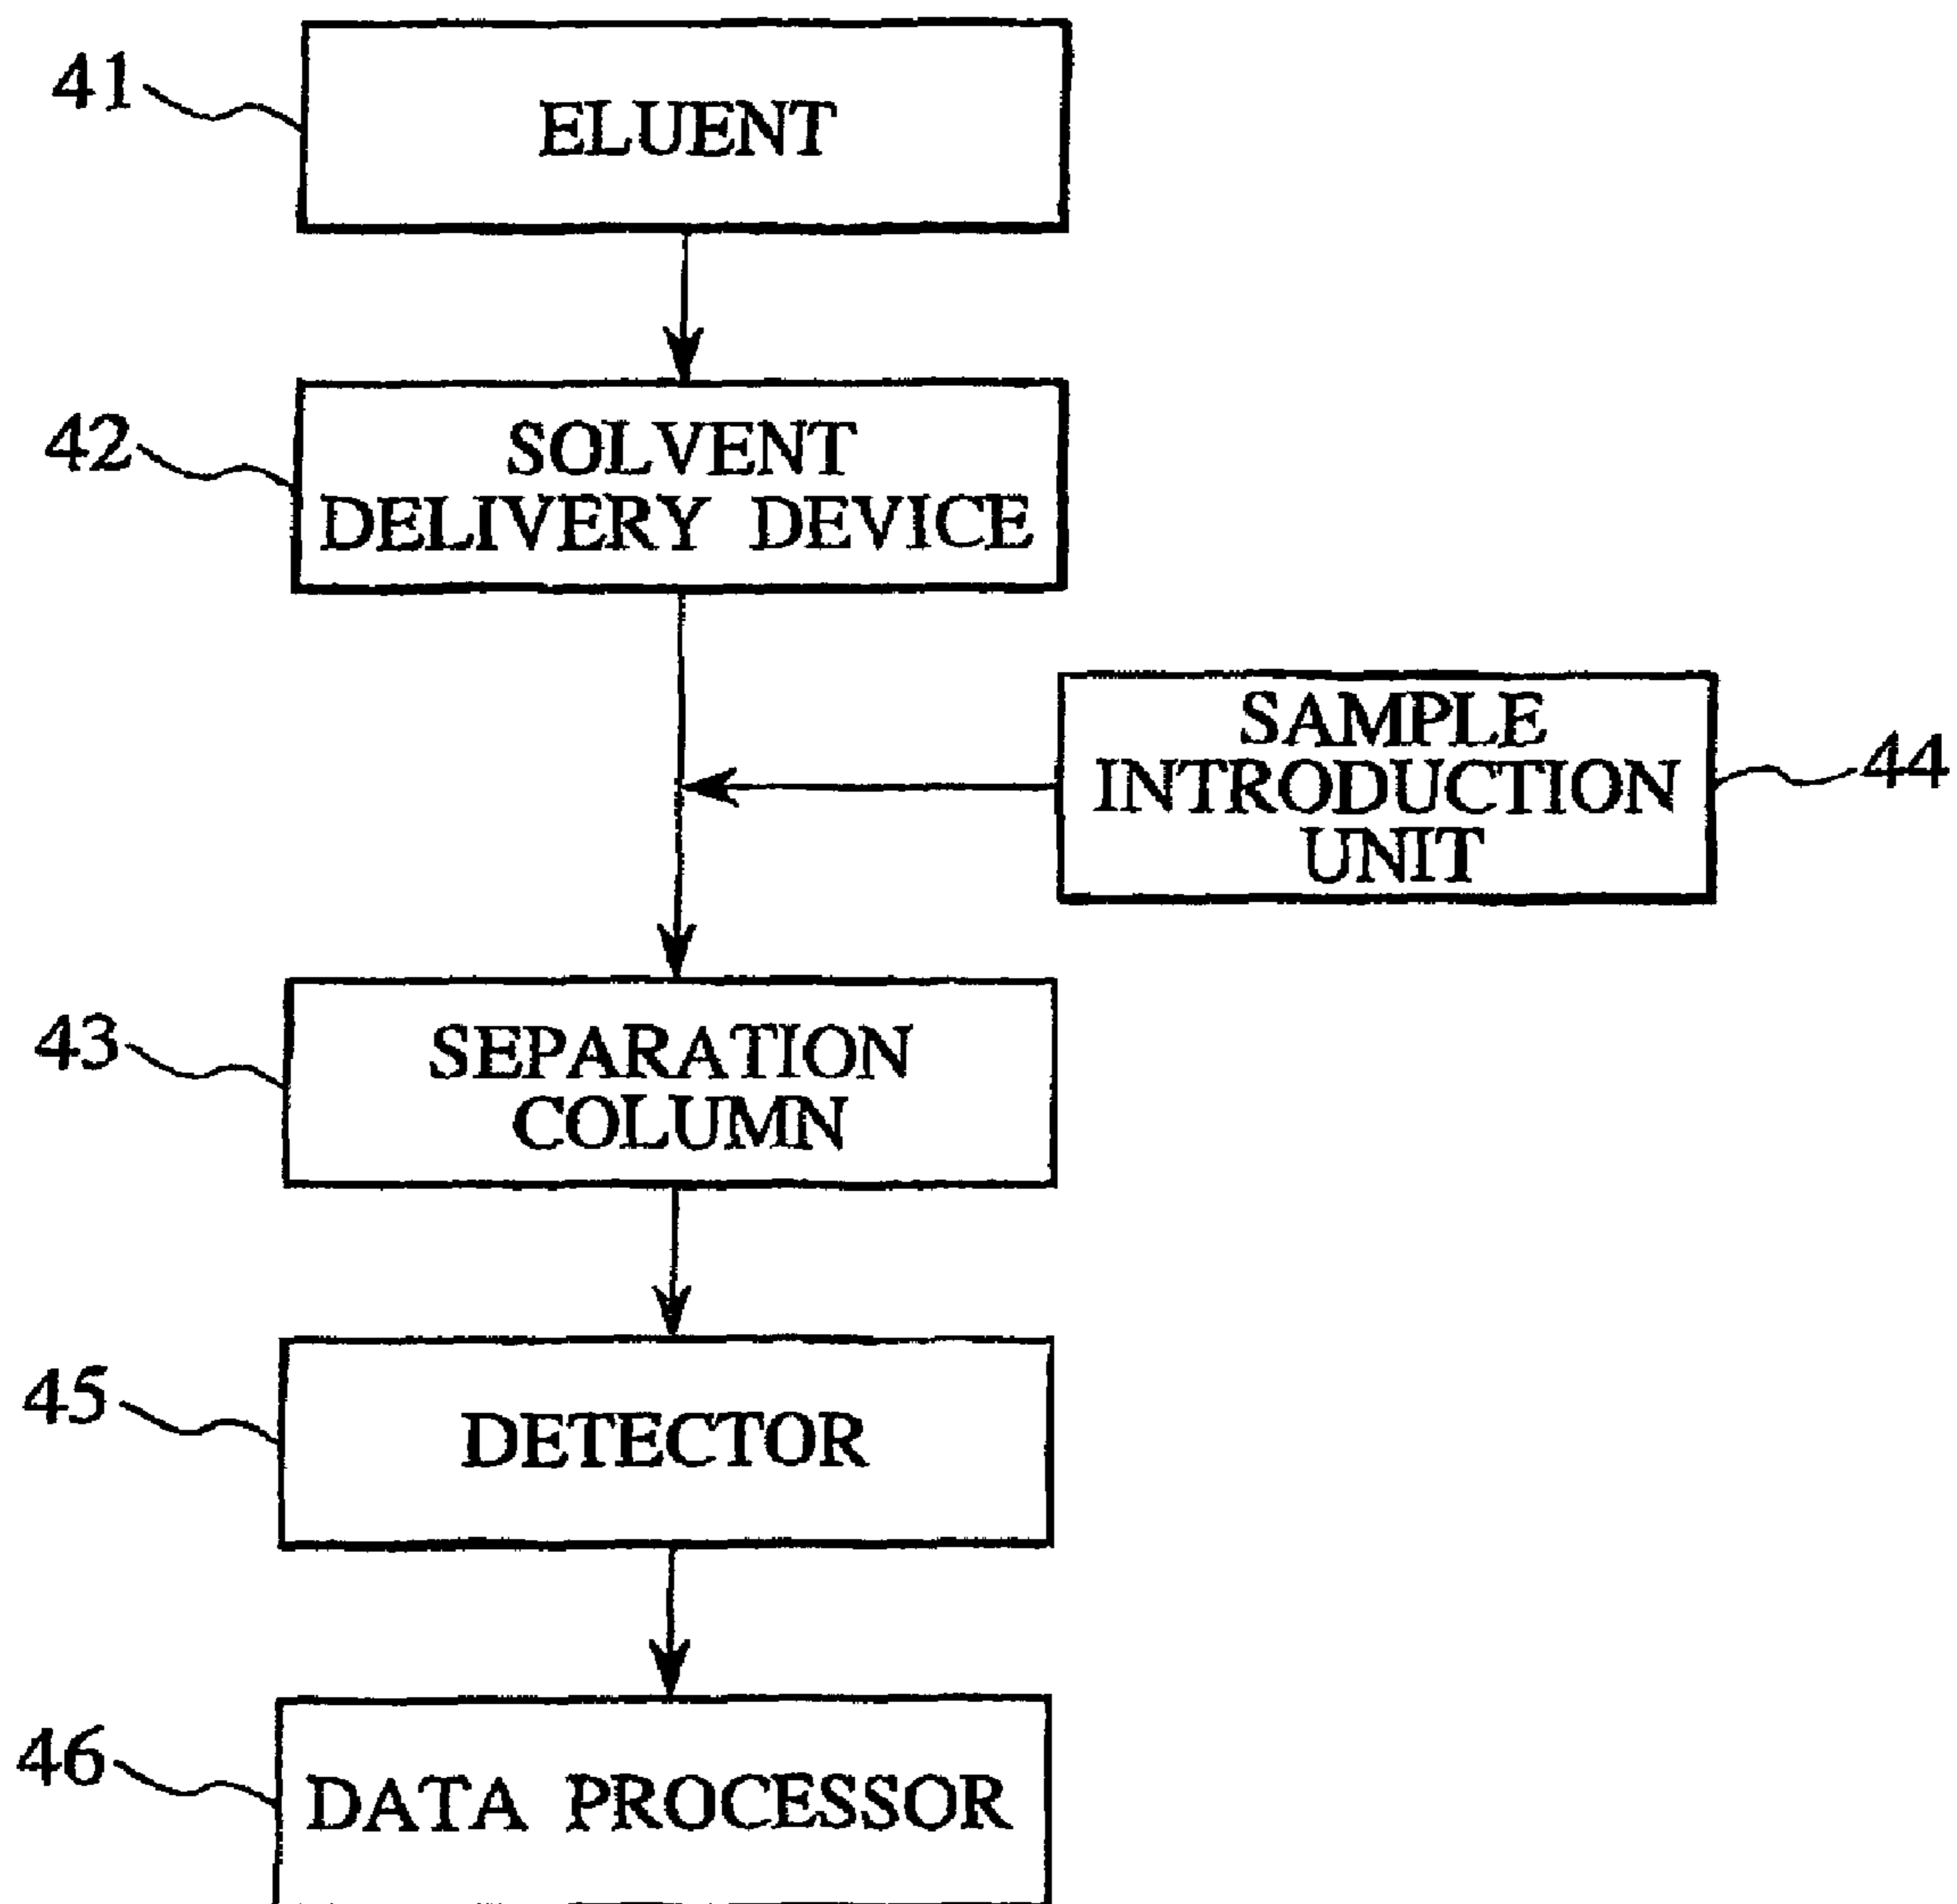 41
ELUENT
42
SOLVENT
DELIVERY DEVICE
SAMPLE
INTRODUCTION
UNIT
44
43
SEPARATION
COLUMN
45
DETECTOR
46
DATA PROCESSOR